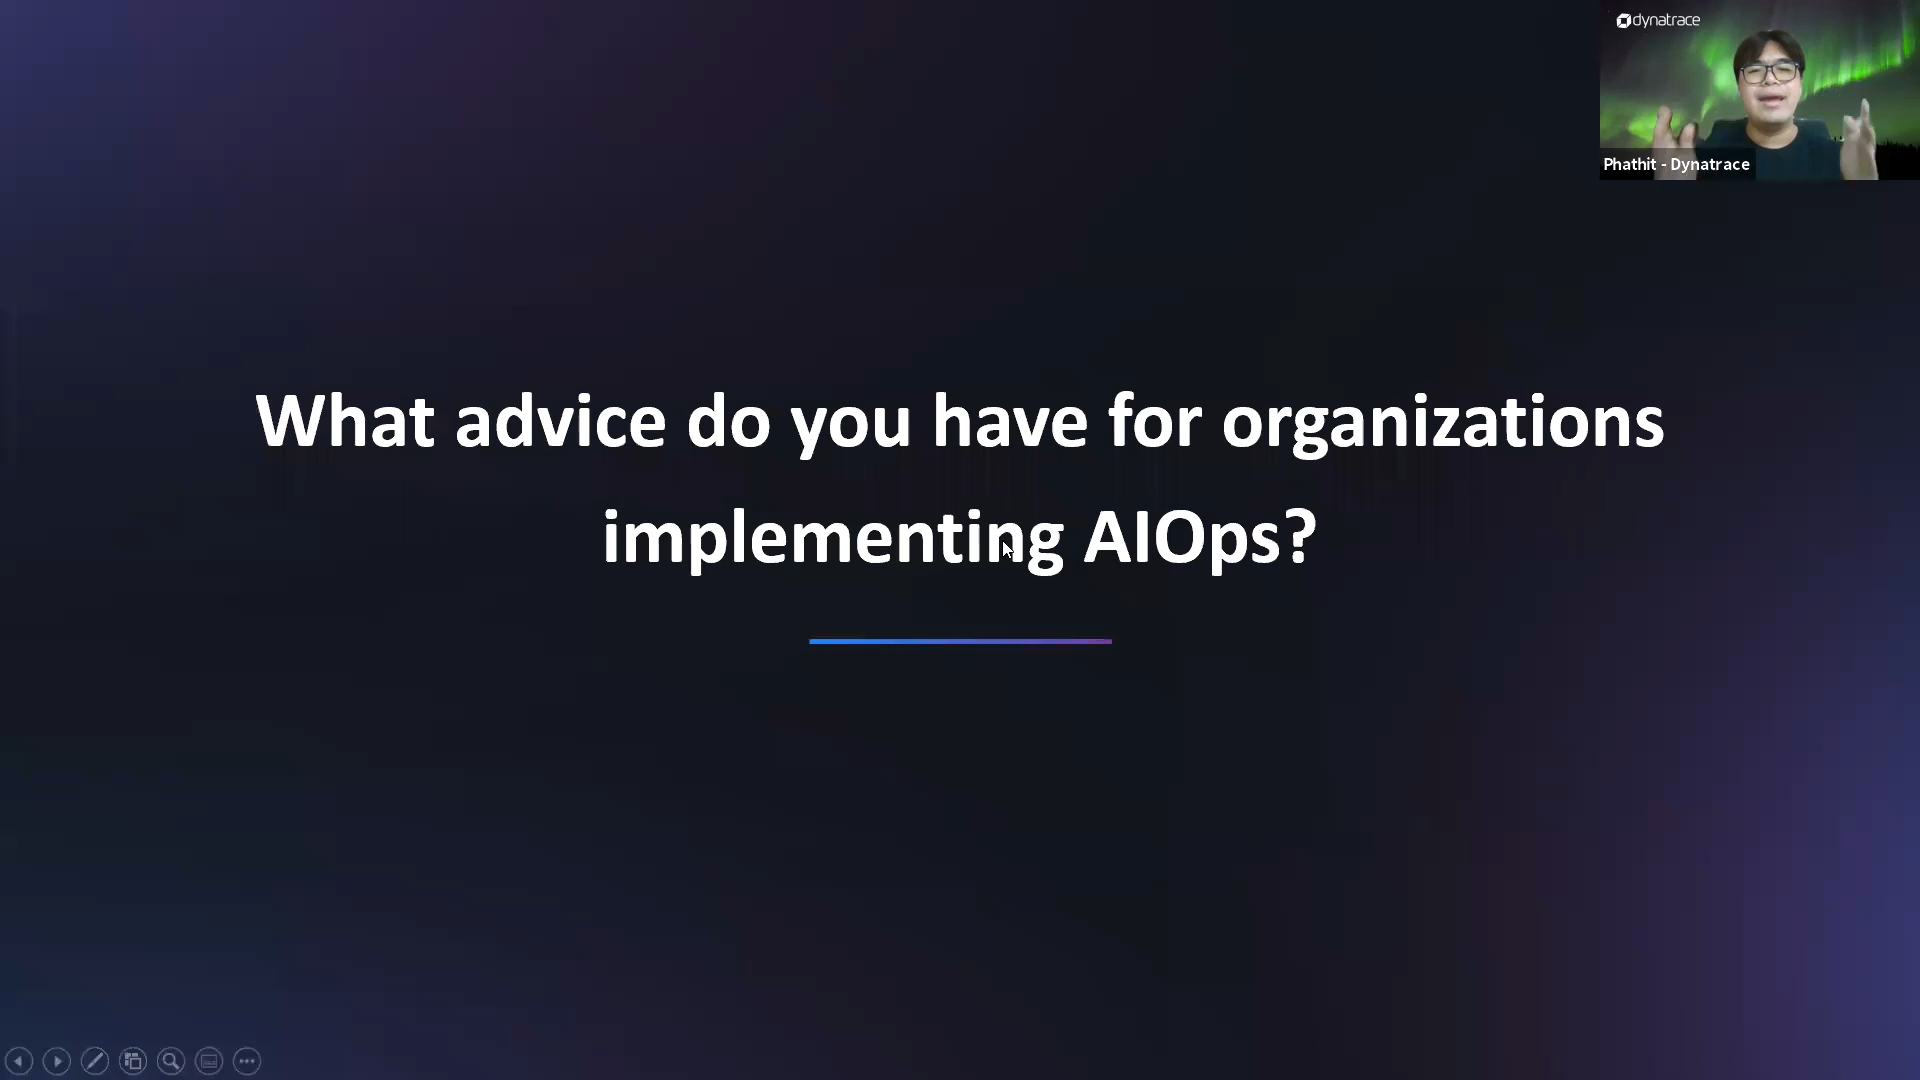 dynatrace
Phathit - Dynatrace
What advice do you have for organizations
implementing AIOps?